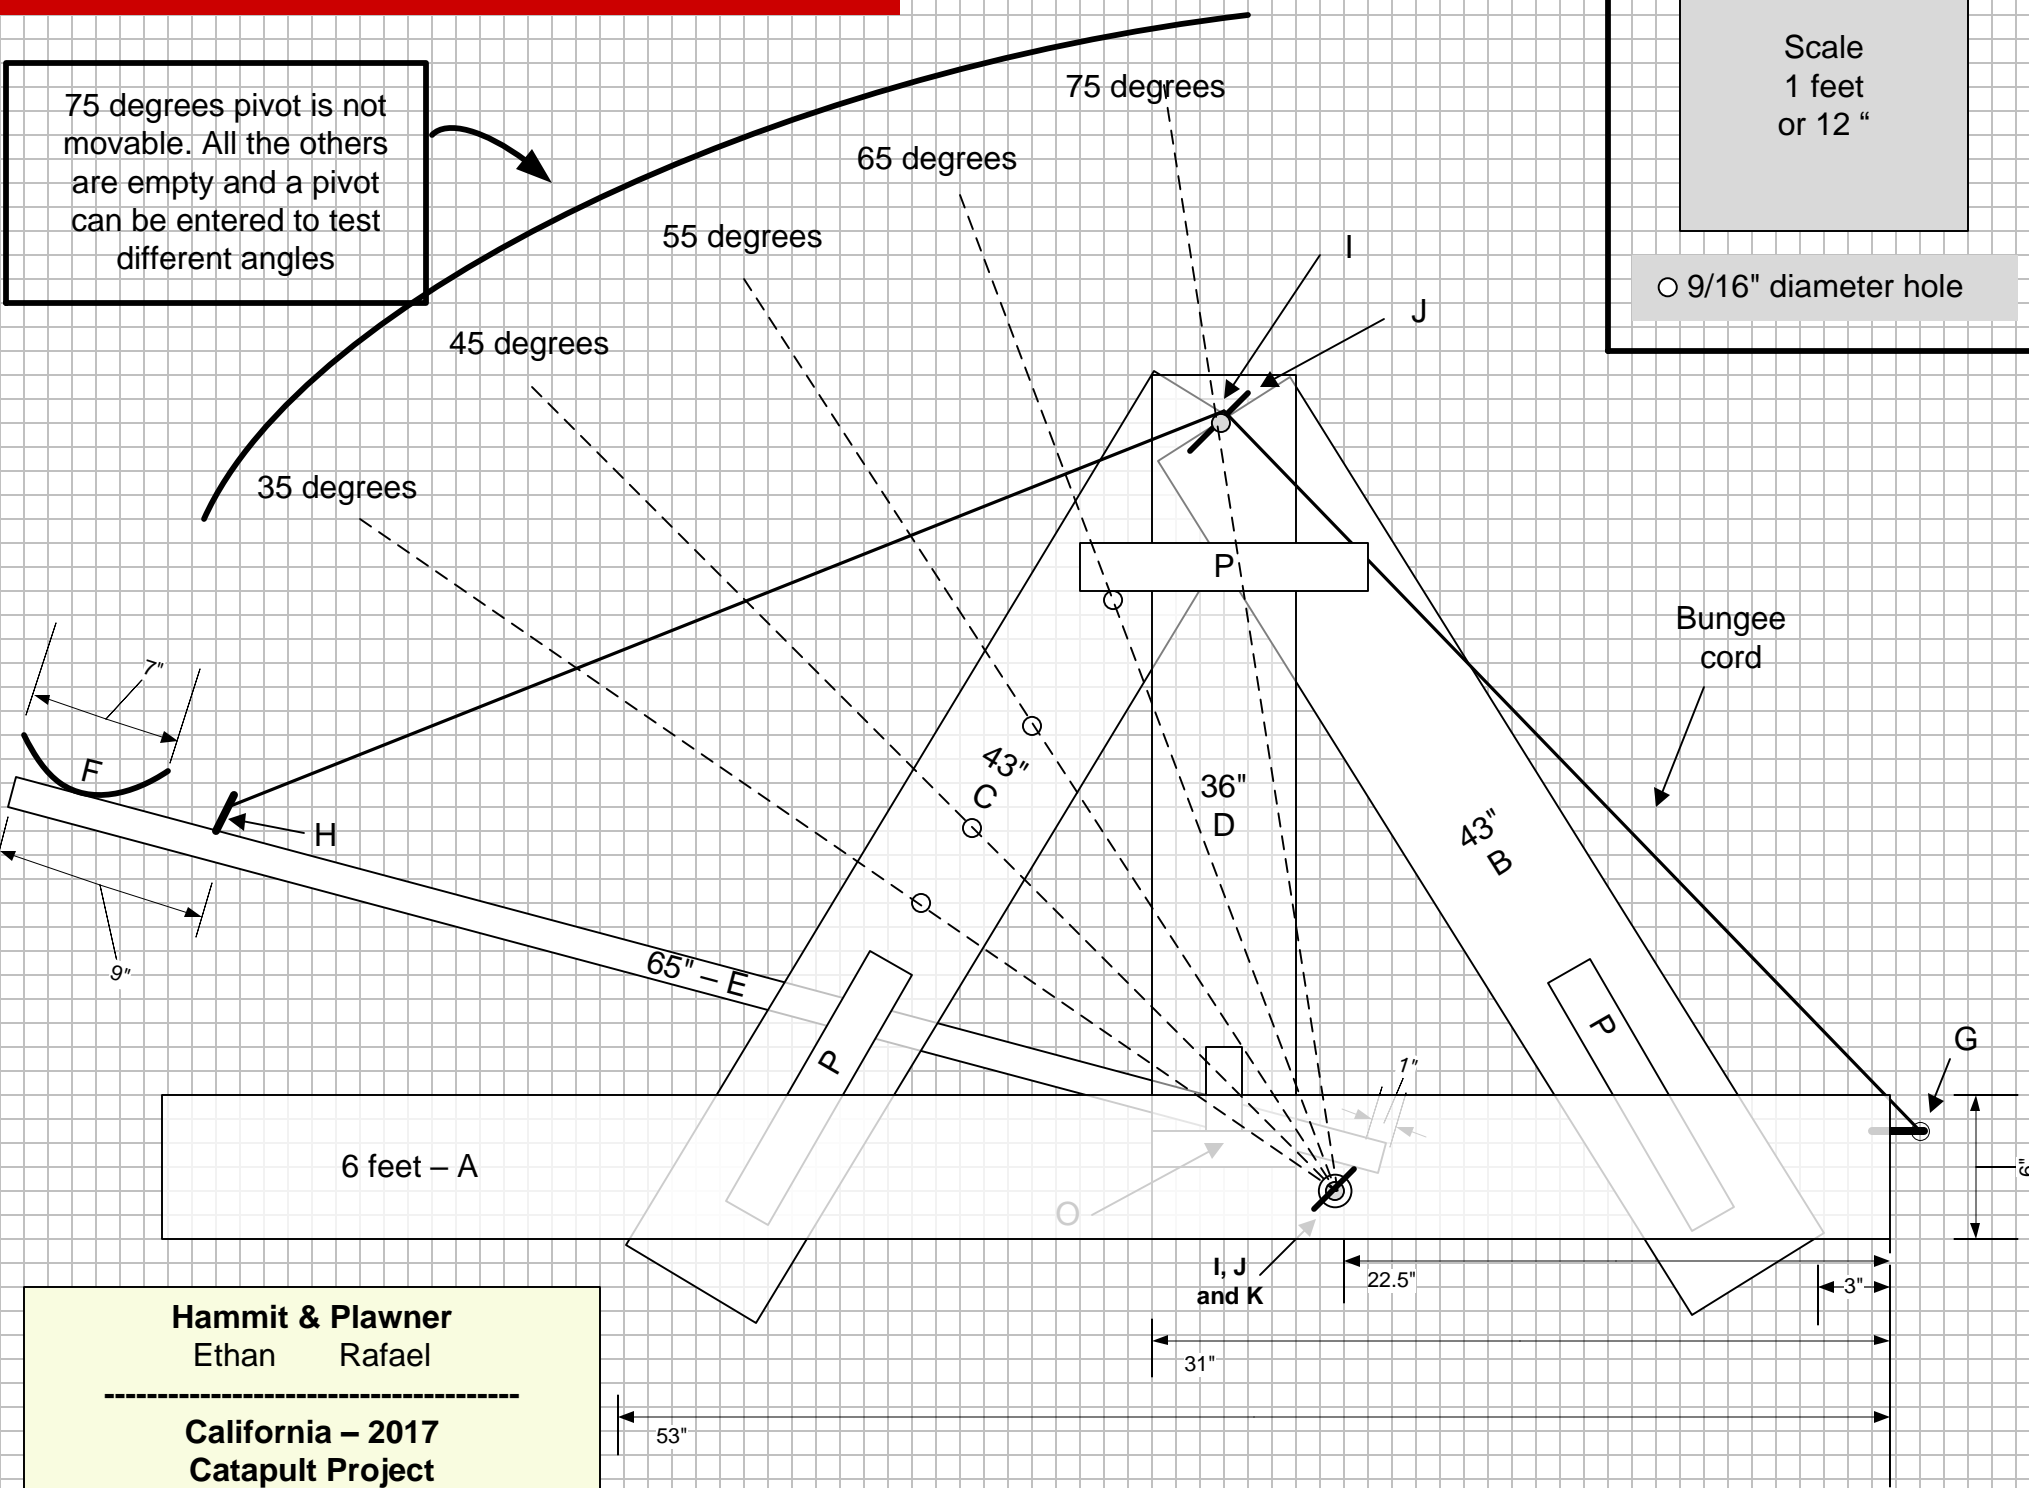 75 degrees pivot is not
movable. All the others
are empty and a pivot
can be entered to test
different angles
75 degrees
65 degrees
55 degrees
45 degrees
35 degrees
Scale
1 feet
or 12 “
9/16" diameter hole
I
J
P
Bungee
cord
7"
F
H
9"
43"
C
36"
D
43"
B
65" – E
P
P
1"
G
6"
6 feet – A
O
I, J
and K
22.5"
3"
31"
53"
Hammit & Plawner
Ethan Rafael
---------------------------------------
California – 2017
Catapult Project